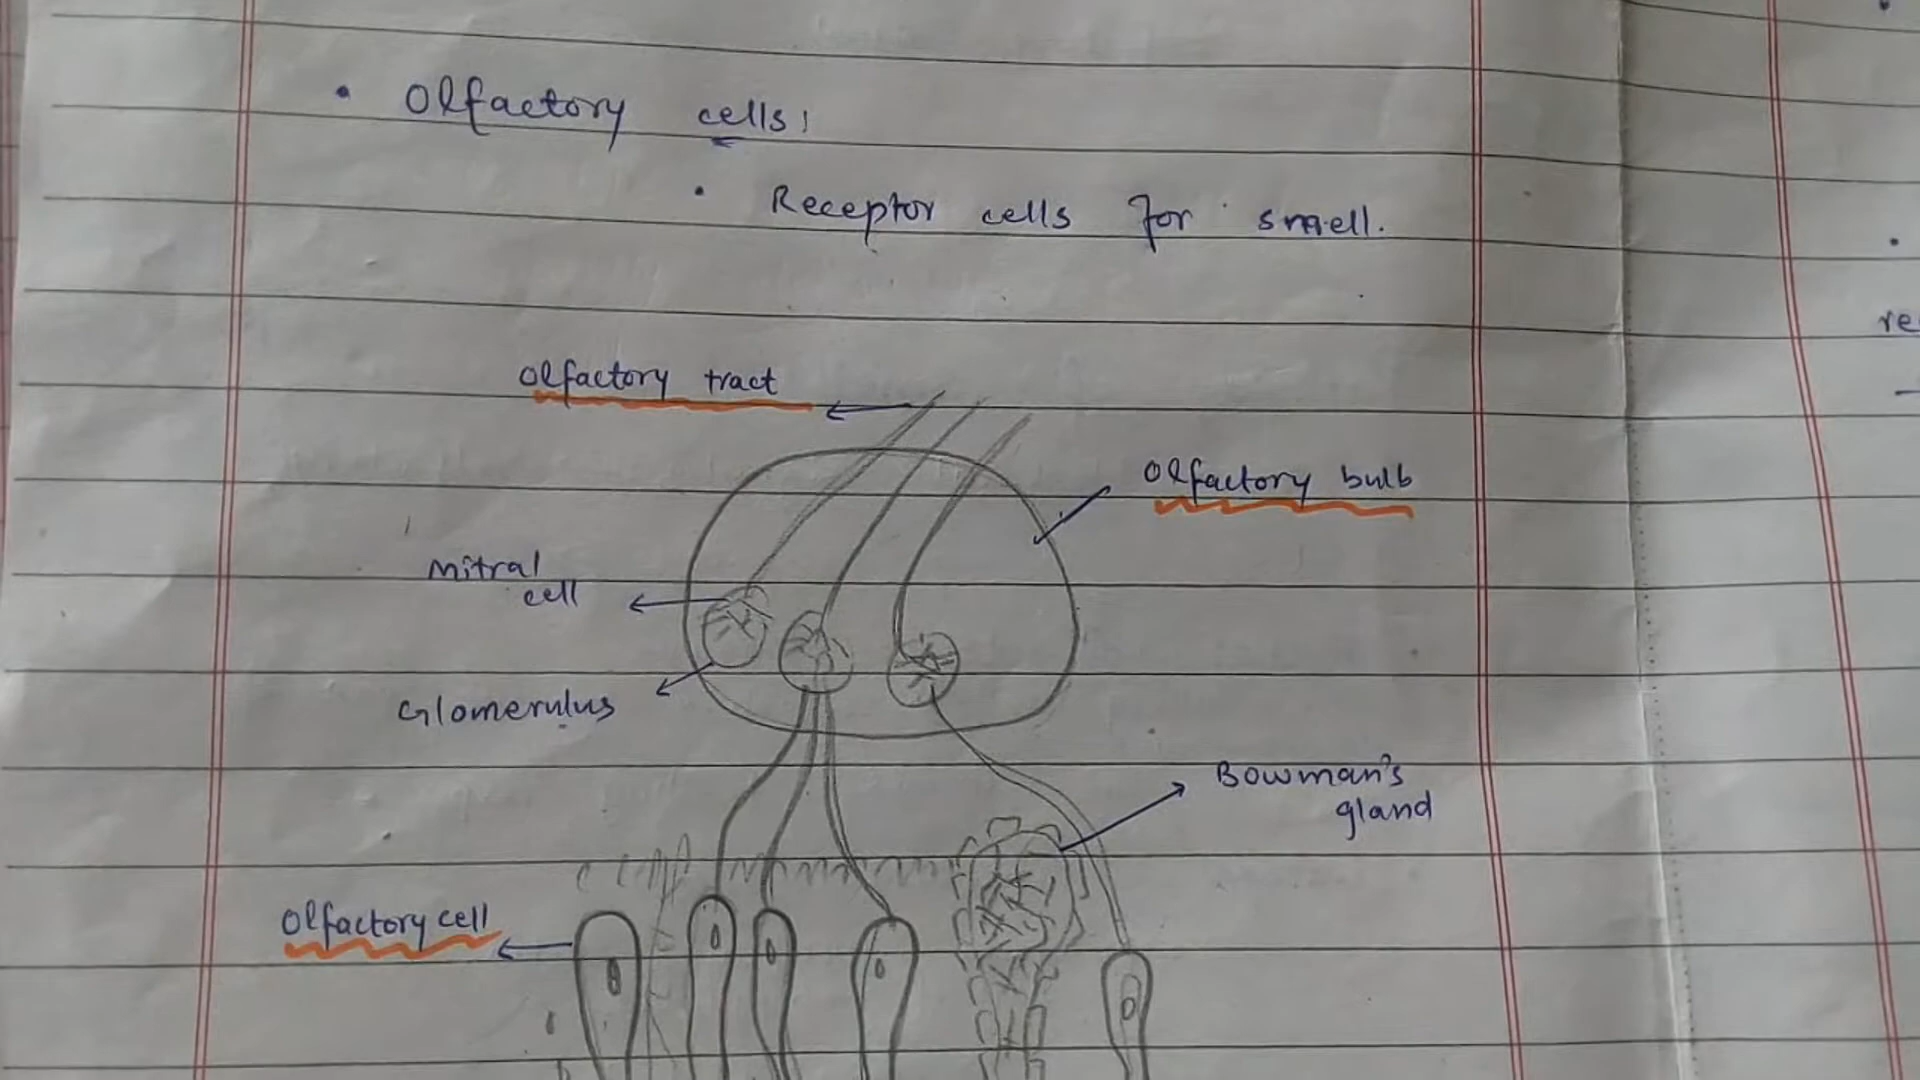 • Olfactory cells:
• Receptor cells for smell.
Olfactory tract
Olfactory bulb
Mitral
cell
Glomerulus
Bowman's
gland
Olfactory cell